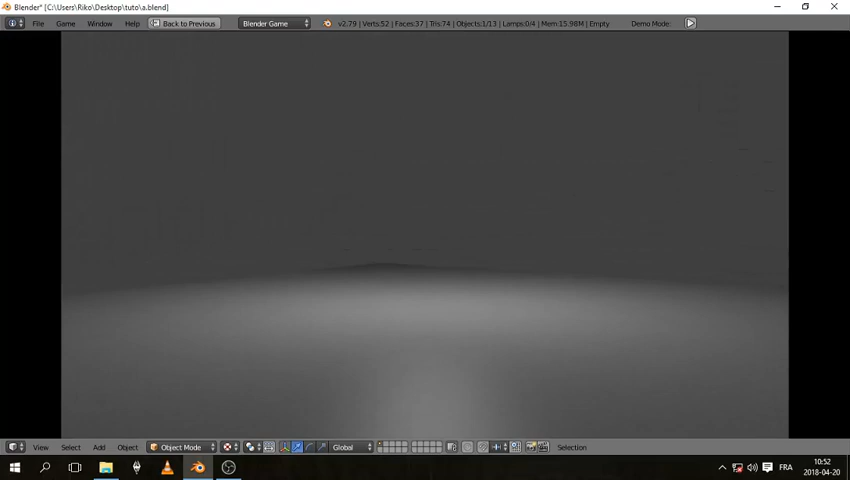 Blender* [C:\Users\Riko\Desktop\tuto\a.blend]
File Game Window Help Back to Previous Blender Game v2.79 | Verts:52 | Faces:37 | Tris:74 | Objects:1/13 | Lamps:0/4 | Mem:15.98M | Empty Demo Mode:
View Select Add Object Object Mode Global Selection
FRA 10:52
2018-04-20